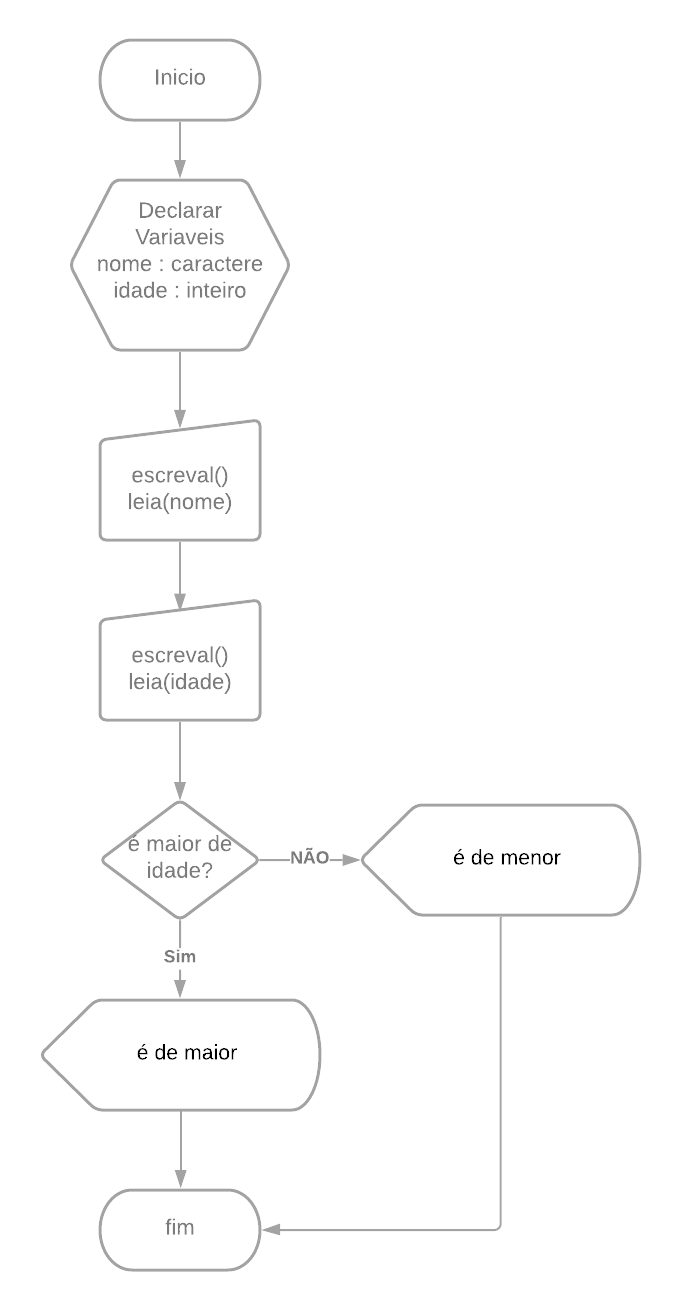 Inicio
Declarar
Variaveis
nome : caractere
idade : inteiro
escreval()
leia(nome)
escreval()
leia(idade)
é maior de
idade?
NÃO
é de menor
Sim
é de maior
fim